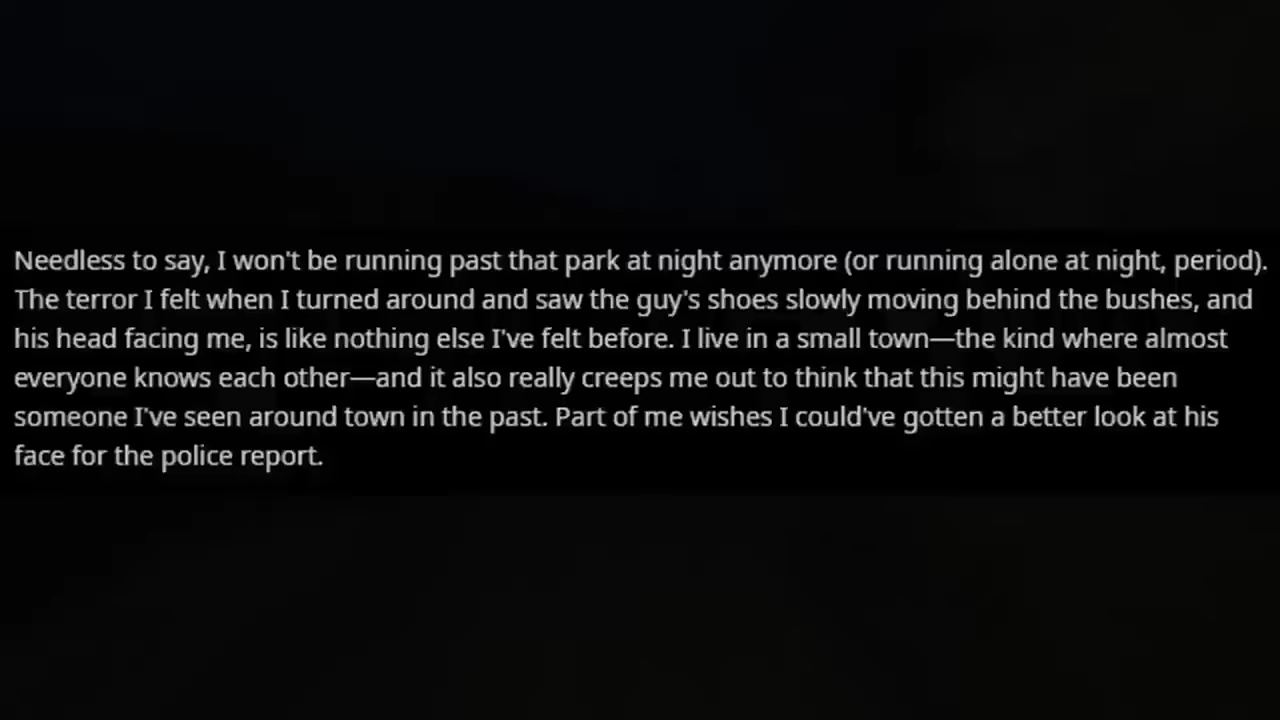 Needless to say, I won't be running past that park at night anymore (or running alone at night, period).
The terror I felt when I turned around and saw the guy's shoes slowly moving behind the bushes, and
his head facing me, is like nothing else I've felt before. I live in a small town—the kind where almost
everyone knows each other—and it also really creeps me out to think that this might have been
someone I've seen around town in the past. Part of me wishes I could've gotten a better look at his
face for the police report.